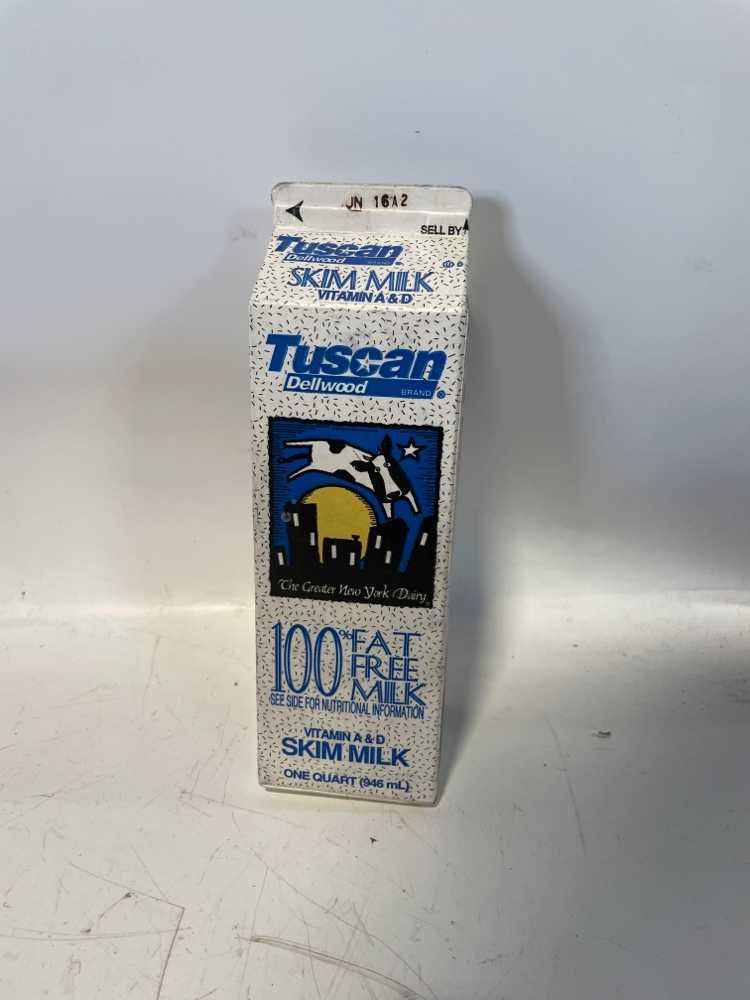 UN 16A2
SELL BY
Tuscan
Dellwood BRAND ®
SKIM MILK
VITAMIN A & D
Tuscan
Dellwood BRAND ®
The Greater New York Dairy
100% FAT
FREE
MILK
SEE SIDE FOR NUTRITIONAL INFORMATION
VITAMIN A & D
SKIM MILK
ONE QUART (946 mL)